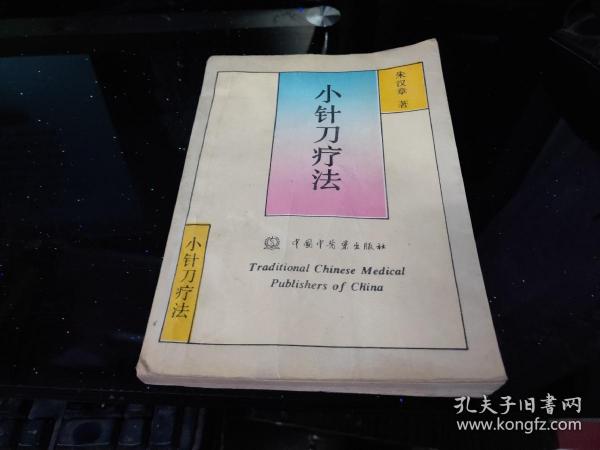 朱汉章 著
小针刀疗法
中国中医药出版社
Traditional Chinese Medical
Publishers of China
小针刀疗法
孔夫子旧书网
www.kongfz.com